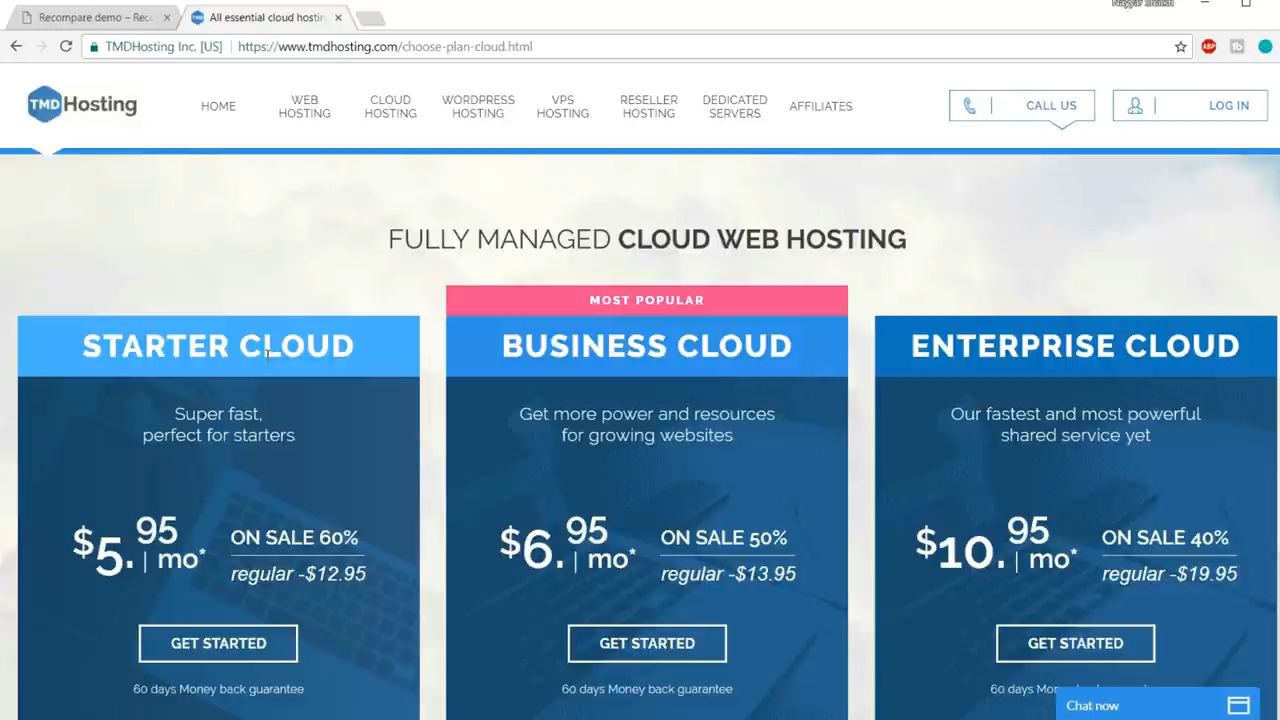 Recompare demo – Rec
All essential cloud hostin
TMDHosting Inc. [US]
https://www.tmdhosting.com/choose-plan-cloud.html
ABP
TMDHosting
HOME
WEB
HOSTING
CLOUD
HOSTING
WORDPRESS
HOSTING
VPS
HOSTING
RESELLER
HOSTING
DEDICATED
SERVERS
AFFILIATES
CALL US
LOG IN
FULLY MANAGED CLOUD WEB HOSTING
MOST POPULAR
STARTER CLOUD
Super fast,
perfect for starters
$5.95 | mo*
ON SALE 60%
regular -$12.95
GET STARTED
60 days Money back guarantee
BUSINESS CLOUD
Get more power and resources
for growing websites
$6.95 | mo*
ON SALE 50%
regular -$13.95
GET STARTED
60 days Money back guarantee
ENTERPRISE CLOUD
Our fastest and most powerful
shared service yet
$10.95 | mo*
ON SALE 40%
regular -$19.95
GET STARTED
60 days
Chat now